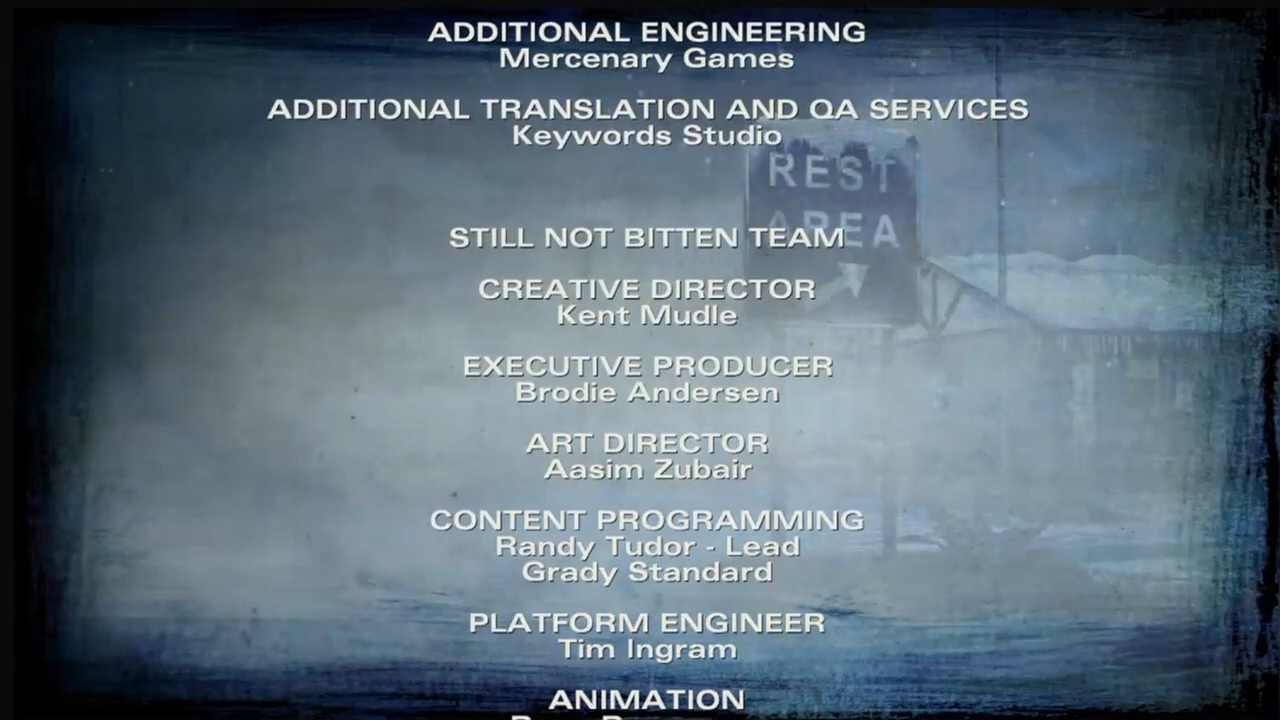 ADDITIONAL ENGINEERING
Mercenary Games
ADDITIONAL TRANSLATION AND QA SERVICES
Keywords Studio
REST
AREA
STILL NOT BITTEN TEAM
CREATIVE DIRECTOR
Kent Mudle
EXECUTIVE PRODUCER
Brodie Andersen
ART DIRECTOR
Aasim Zubair
CONTENT PROGRAMMING
Randy Tudor - Lead
Grady Standard
PLATFORM ENGINEER
Tim Ingram
ANIMATION